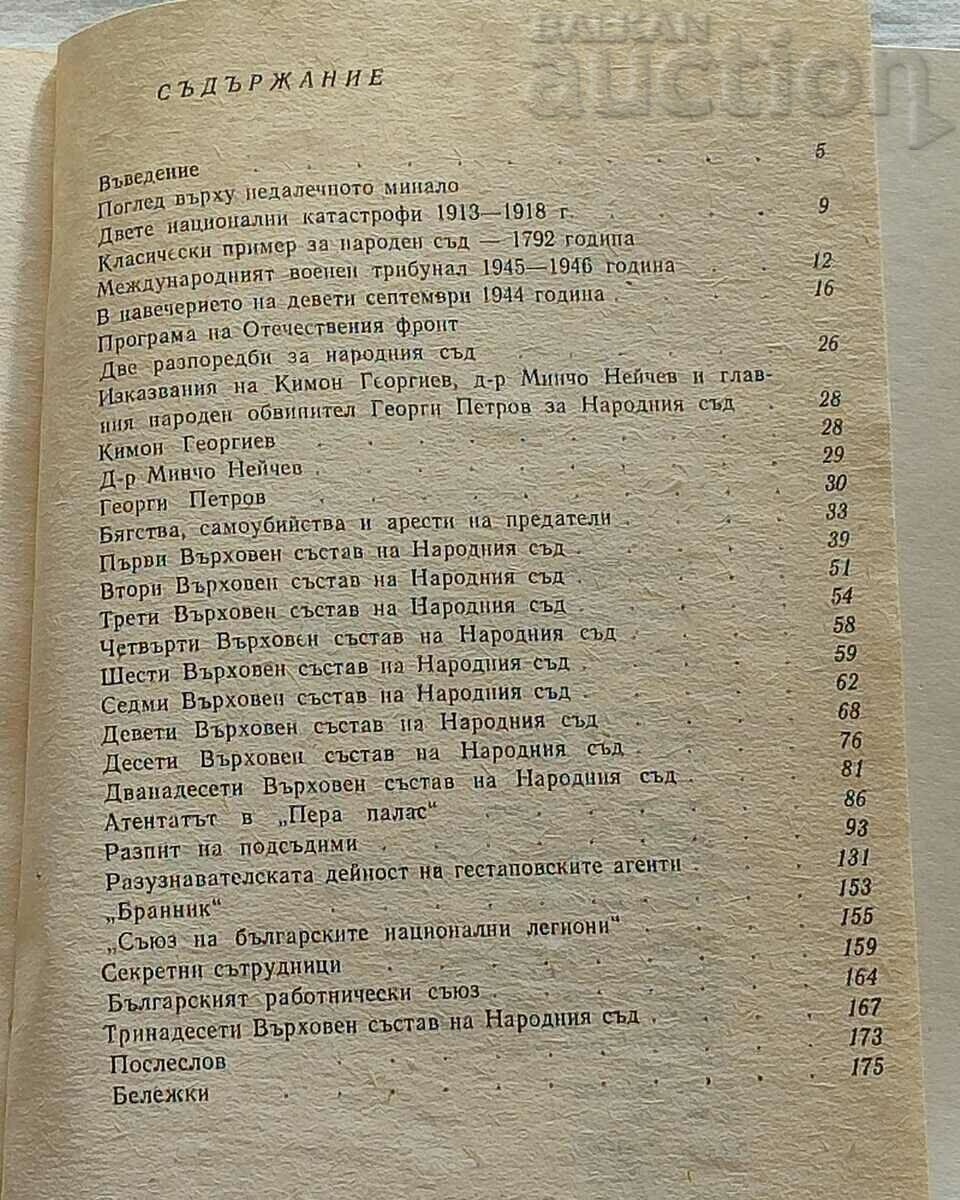 BALKAN
auction
СЪДЪРЖАНИЕ
Въведение . . . . . . . . . 5
Поглед върху недалечното минало
Двете национални катастрофи 1913—1918 г. . . . . 9
Класически пример за народен съд — 1792 година
Международният военен трибунал 1945—1946 година . . 12
В навечерието на девети септември 1944 година . . . 16
Програма на Отечествения фронт
Две разпоредби за народния съд . . . . . . 26
Изказвания на Кимон Георгиев, д-р Минчо Нейчев и глав-
ния народен обвинител Георги Петров за Народния съд . 28
Кимон Георгиев . . . . . . . . . 28
Д-р Минчо Нейчев . . . . . . . . . 29
Георги Петров . . . . . . . . . 30
Бягства, самоубийства и арести на предатели . . . . 33
Първи Върховен състав на Народния съд . . . . . 39
Втори Върховен състав на Народния съд . . . . . 51
Трети Върховен състав на Народния съд . . . . . 54
Четвърти Върховен състав на Народния съд . . . . 58
Шести Върховен състав на Народния съд . . . . . 59
Седми Върховен състав на Народния съд . . . . . 62
Девети Върховен състав на Народния съд . . . . 68
Десети Върховен състав на Народния съд . . . . 76
Дванадесети Върховен състав на Народния съд . . . 81
Атентатът в „Пера палас“ . . . . . . . 86
Разпит на подсъдими . . . . . . . . 93
Разузнавателската дейност на гестаповските агенти . . . 131
„Бранник“ . . . . . . . . . 153
„Съюз на българските национални легиони“ . . . . 155
Секретни сътрудници . . . . . . . . 159
Българският работнически съюз . . . . . . 164
Тринадесети Върховен състав на Народния съд . . . . 167
Послеслов . . . . . . . . . 173
Бележки . . . . . . . . . 175